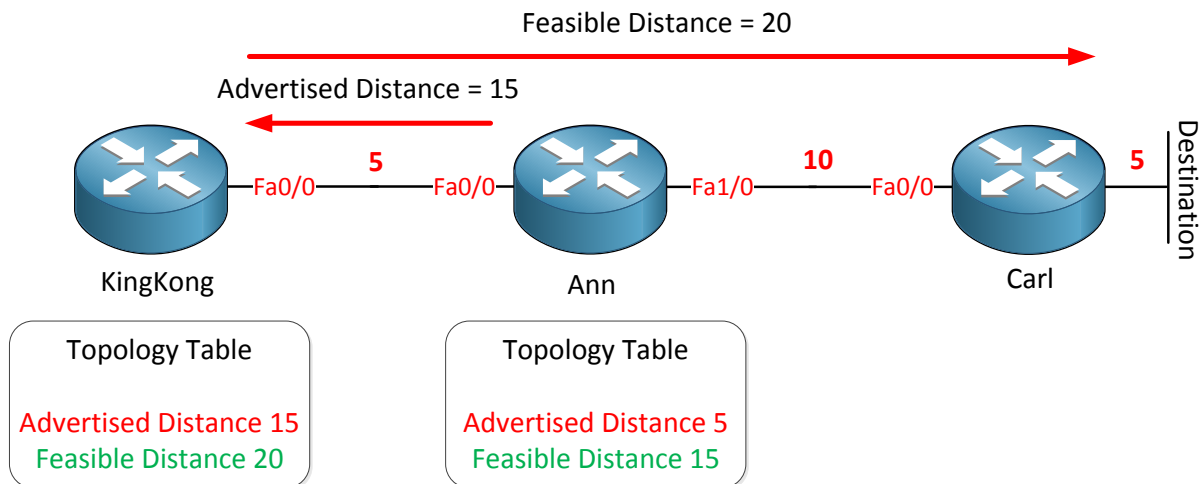 Feasible Distance = 20
Advertised Distance = 15
5
10
5
Fa0/0
Fa0/0
Fa1/0
Fa0/0
Destination
KingKong
Ann
Carl
Topology Table
Advertised Distance 15
Feasible Distance 20
Topology Table
Advertised Distance 5
Feasible Distance 15